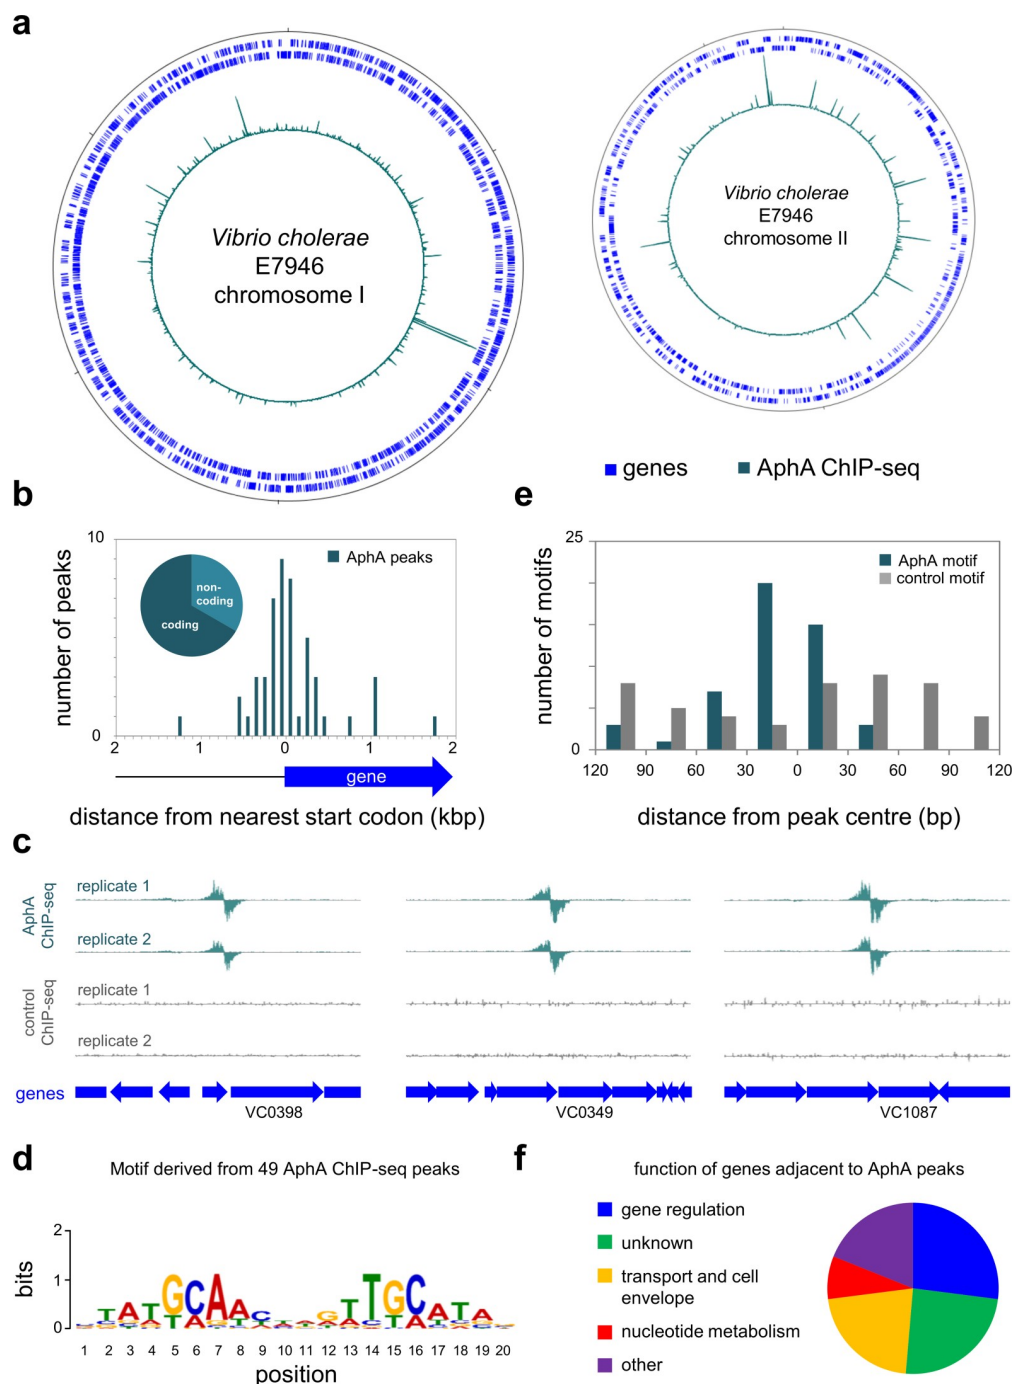 a
Vibrio cholerae
E7946
chromosome I
Vibrio cholerae
E7946
chromosome II
genes
AphA ChIP-seq
b
number of peaks
10
0
AphA peaks
non-
coding
coding
2 1 0 1 2
gene
distance from nearest start codon (kbp)
e
number of motifs
25
0
AphA motif
control motif
120 90 60 30 0 30 60 90 120
distance from peak centre (bp)
c
AphA
ChIP-seq
replicate 1
replicate 2
control
ChIP-seq
replicate 1
replicate 2
genes
VC0398
VC0349
VC1087
d
Motif derived from 49 AphA ChIP-seq peaks
bits
2
1
0
TATGCAAC GTTGCATA
1 2 3 4 5 6 7 8 9 10 11 12 13 14 15 16 17 18 19 20
position
f
function of genes adjacent to AphA peaks
gene regulation
unknown
transport and cell
envelope
nucleotide metabolism
other